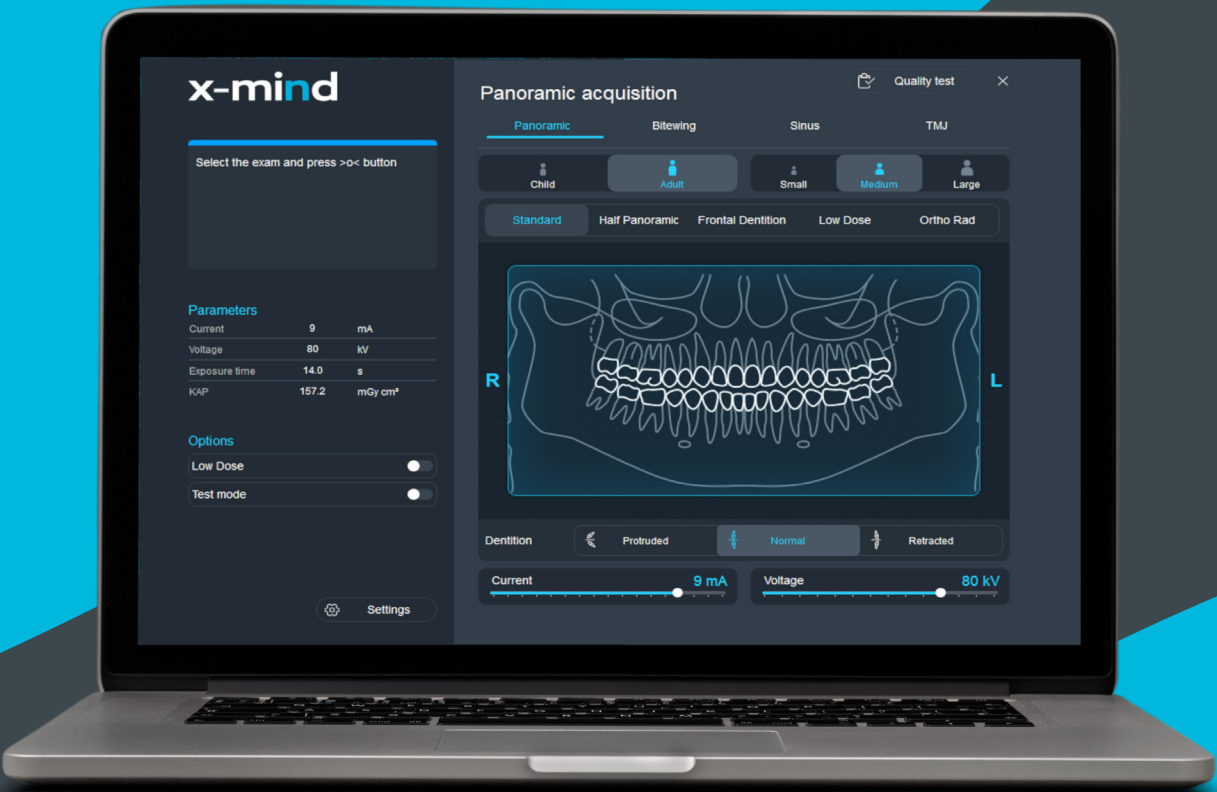 x-mind
Select the exam and press >o< button
Parameters
Current 9 mA
Voltage 80 kV
Exposure time 14.0 s
KAP 157.2 mGy cm²
Options
Low Dose
Test mode
Settings
Panoramic acquisition
Quality test
Panoramic Bitewing Sinus TMJ
Child Adult Small Medium Large
Standard Half Panoramic Frontal Dentition Low Dose Ortho Rad
R L
Dentition Protruded Normal Retracted
Current 9 mA Voltage 80 kV